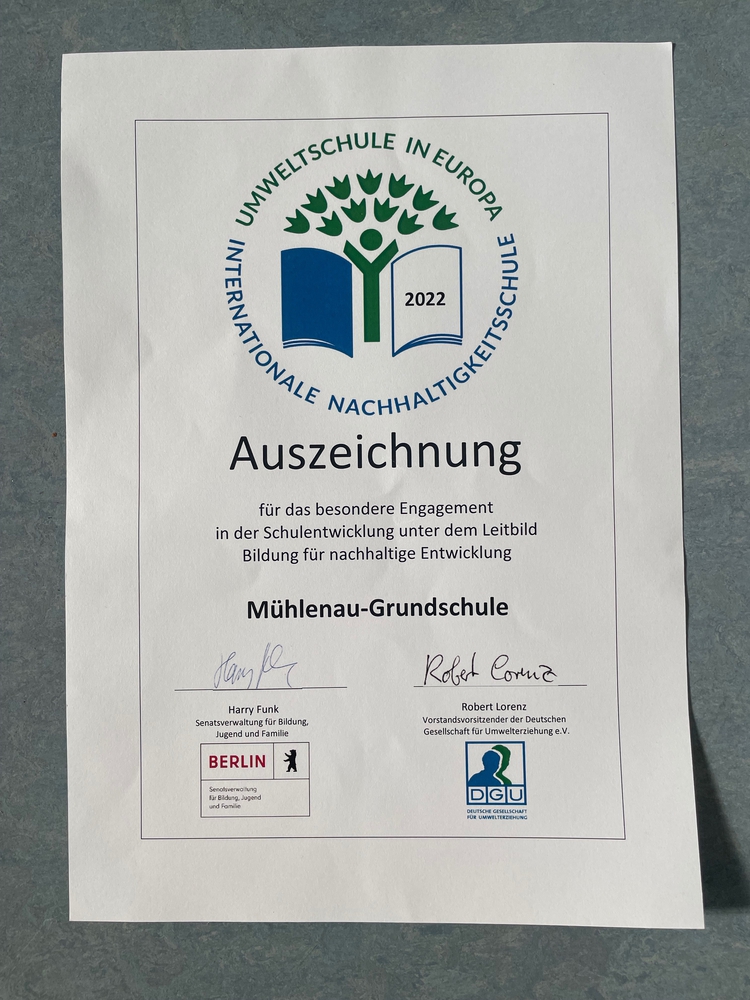 UMWELTSCHULE IN EUROPA
INTERNATIONALE NACHHALTIGKEITSSCHULE
2022
Auszeichnung
für das besondere Engagement
in der Schulentwicklung unter dem Leitbild
Bildung für nachhaltige Entwicklung
Mühlenau-Grundschule
Robert Lorenz
Harry Funk
Senatsverwaltung für Bildung,
Jugend und Familie
Robert Lorenz
Vorstandsvorsitzender der Deutschen
Gesellschaft für Umwelterziehung e.V.
BERLIN
Senatsverwaltung
für Bildung, Jugend
und Familie
DGU
DEUTSCHE GESELLSCHAFT
FÜR UMWELTERZIEHUNG